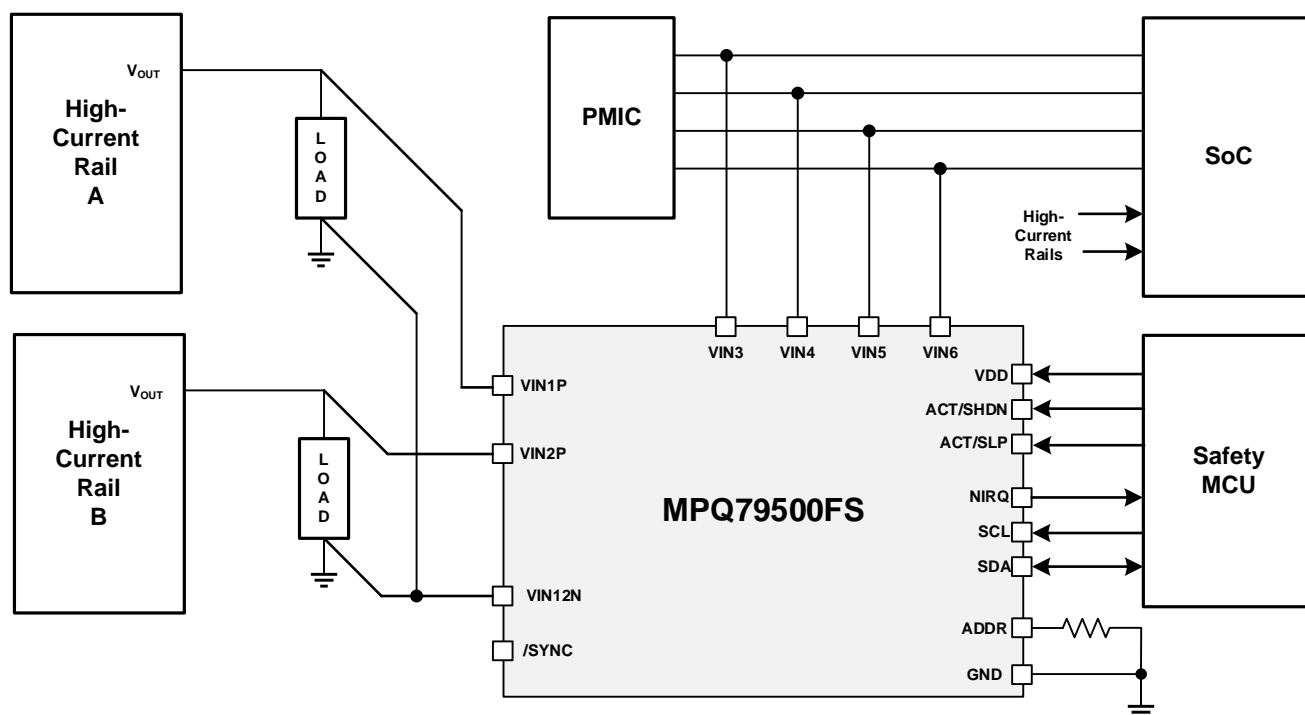 VOUT
High-
Current
Rail
A
L
O
A
D
VOUT
High-
Current
Rail
B
L
O
A
D
PMIC
SoC
High-
Current
Rails
VIN3
VIN4
VIN5
VIN6
VIN1P
VIN2P
VIN12N
/SYNC
MPQ79500FS
VDD
ACT/SHDN
ACT/SLP
NIRQ
SCL
SDA
ADDR
GND
Safety
MCU